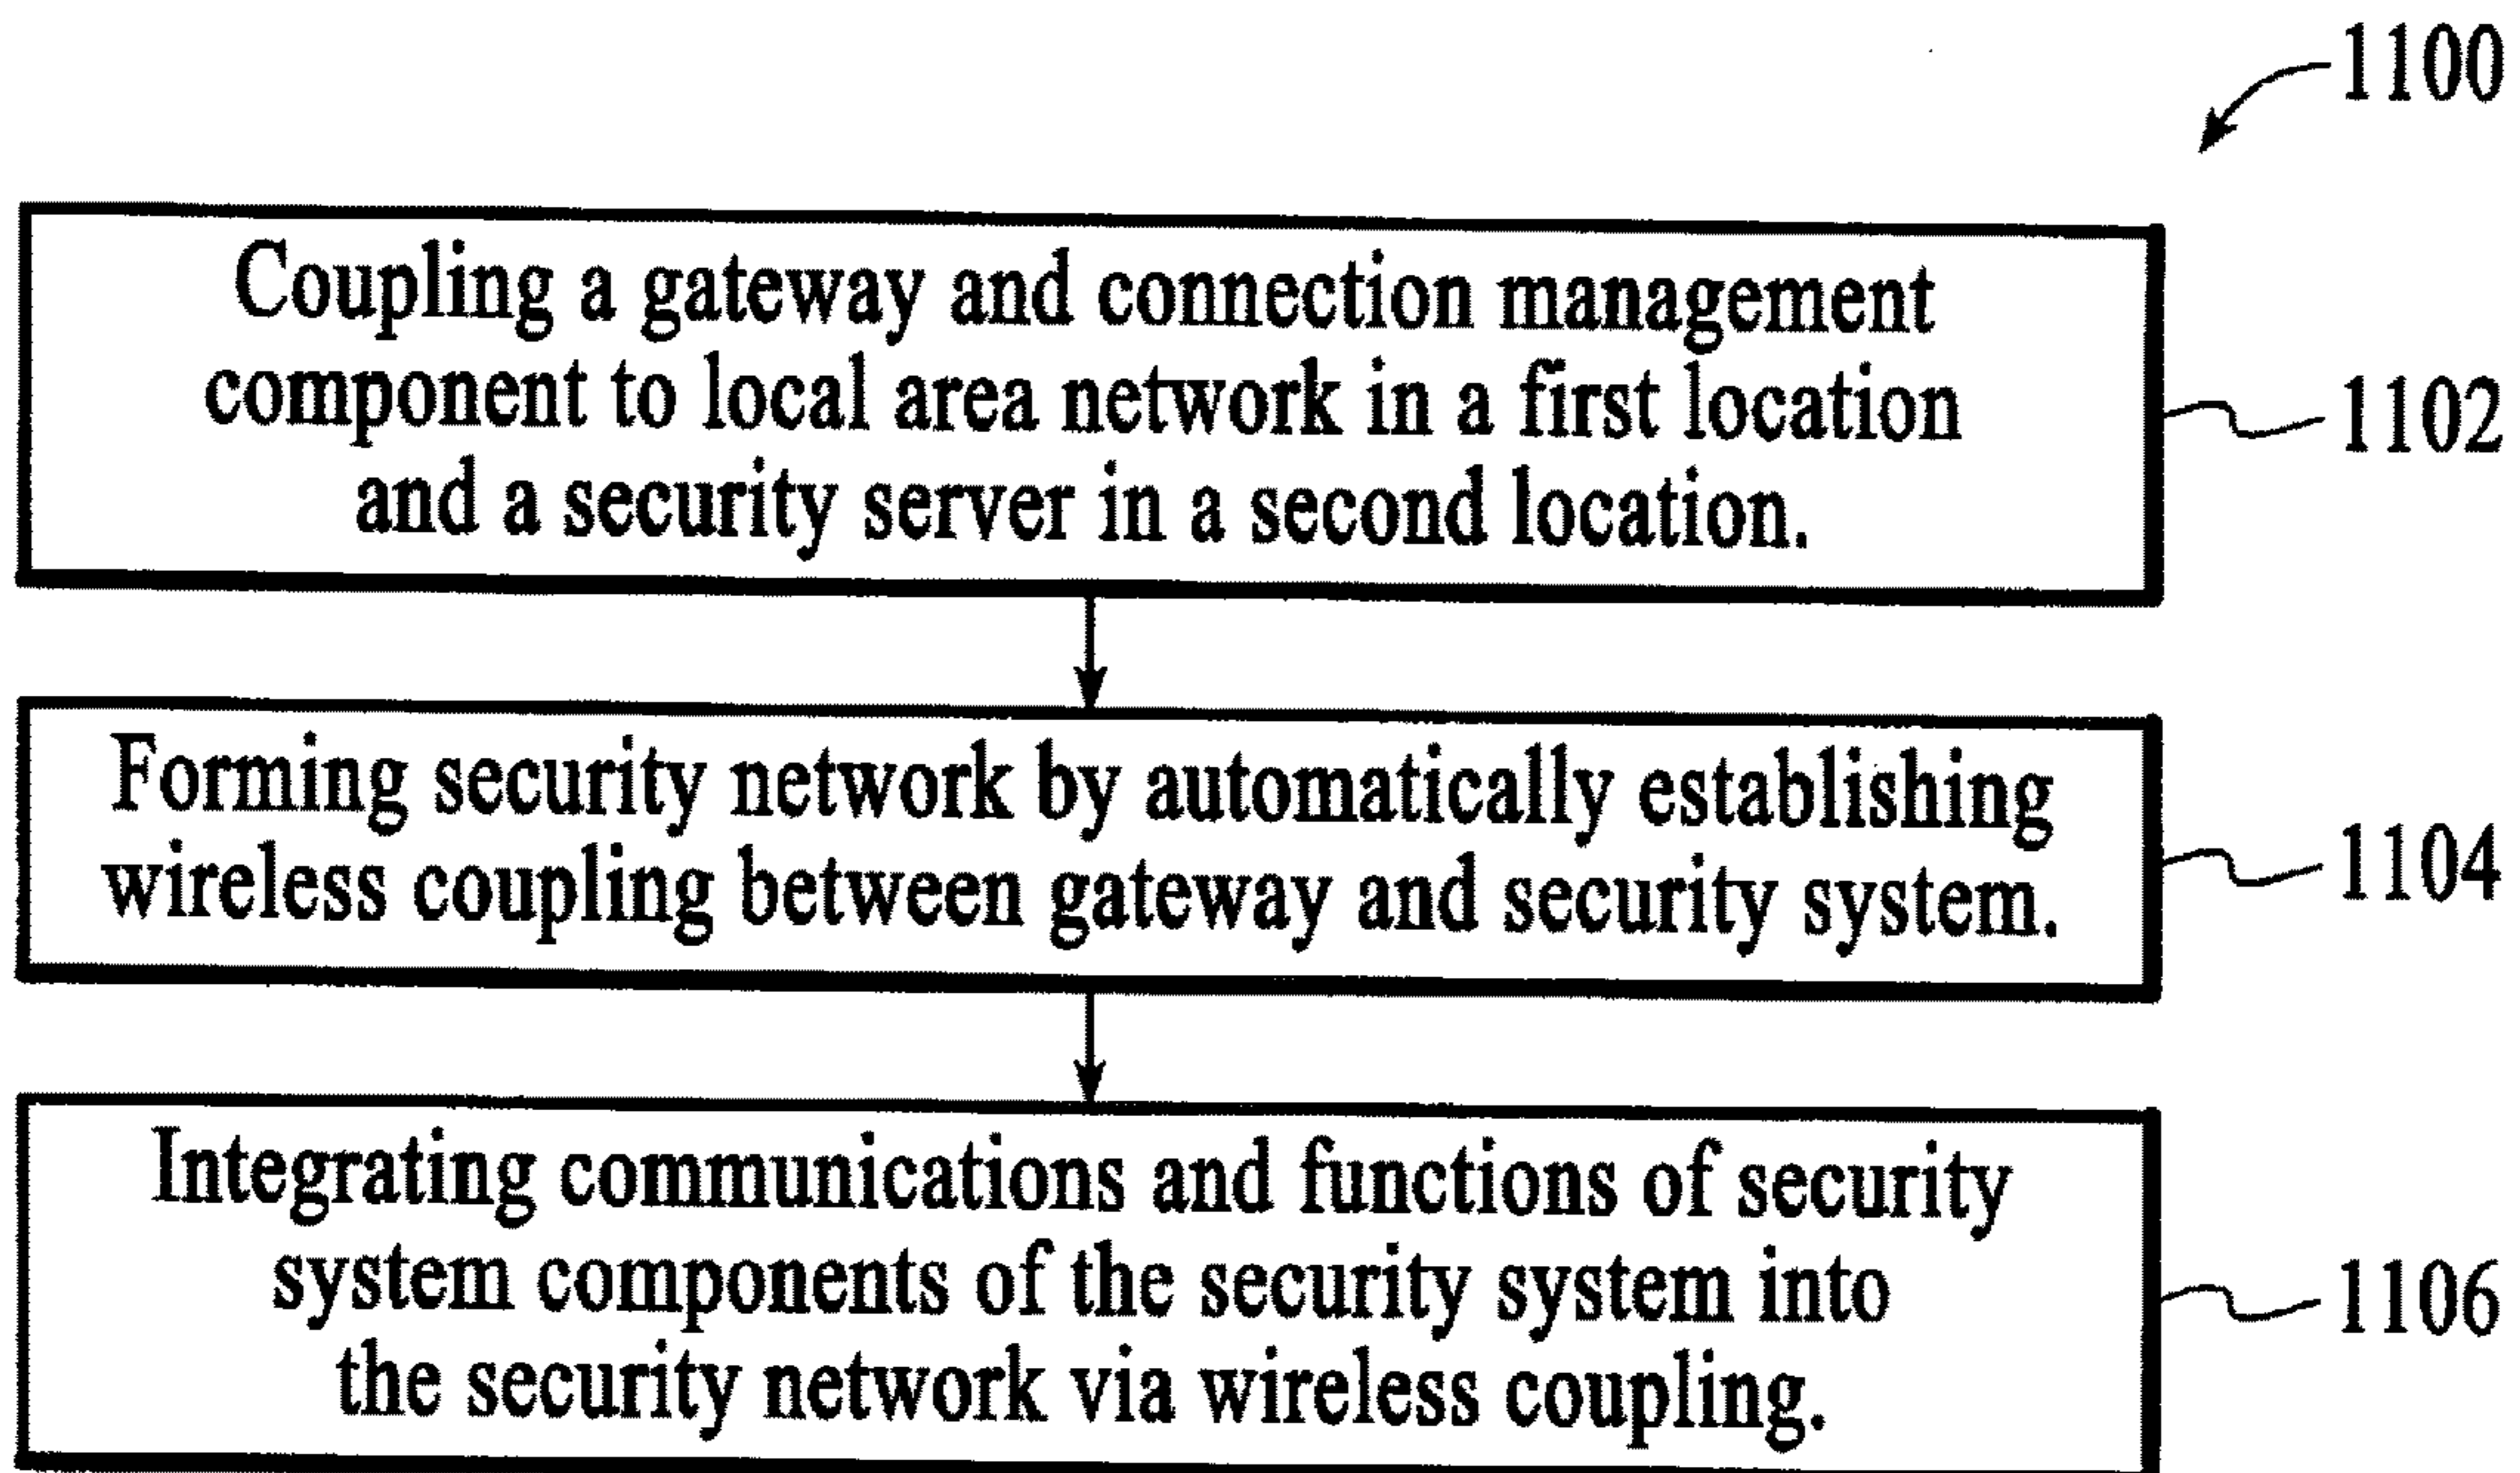 1100
Coupling a gateway and connection management
component to local area network in a first location
and a security server in a second location.
1102
Forming security network by automatically establishing
wireless coupling between gateway and security system.
1104
Integrating communications and functions of security
system components of the security system into
the security network via wireless coupling.
1106